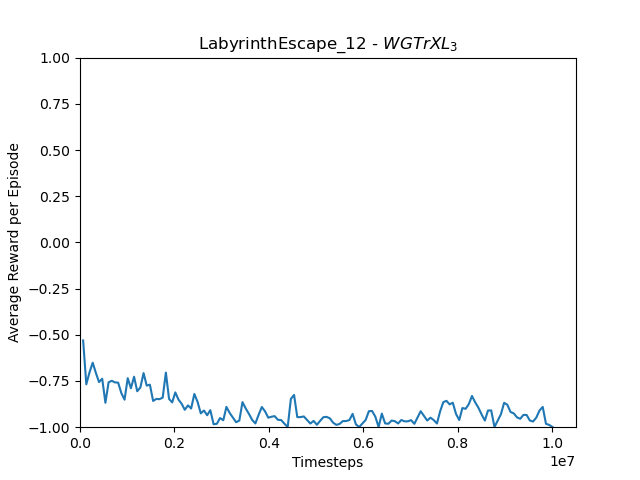 LabyrinthEscape_12 - WGTrXL₃
Average Reward per Episode
1.00
0.75
0.50
0.25
0.00
−0.25
−0.50
−0.75
−1.00
0.0 0.2 0.4 0.6 0.8 1.0
1e7
Timesteps